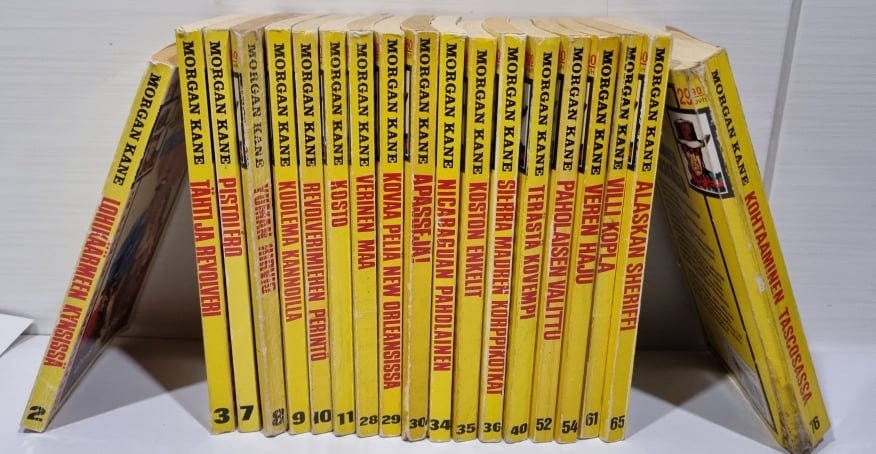 MORGAN KANE LOHIKÄÄRMEEN KYNSISSÄ 2
MORGAN KANE TÄHTI JA REVOLVERI 3
MORGAN KANE PISTOLERO 7
MORGAN KANE 8
MORGAN KANE KUOLEMA KANNOILLA 9
MORGAN KANE REVOLVERIMIEHEN PERINTÖ 10
MORGAN KANE KOSTO 11
MORGAN KANE VERINEN MAA 28
MORGAN KANE KOVAA PELIÄ NEW ORLEANSISSA 29
MORGAN KANE APASSEJA! 30
MORGAN KANE NICARAGUAN PAHOLAINEN 34
MORGAN KANE KOSTON ENKELIT 35
MORGAN KANE SIERRA MADREN KORPPIKOTKAT 36
MORGAN KANE TERÄSTÄ KOVEMPI 40
MORGAN KANE PAHOLAISEN VALITTU 52
MORGAN KANE VEREN HAJU 54
MORGAN KANE VILLI KOPLA 61
MORGAN KANE ALASKAN SHERIFFI 65
MORGAN KANE KOHTAAMINEN TASCOSASSA 76